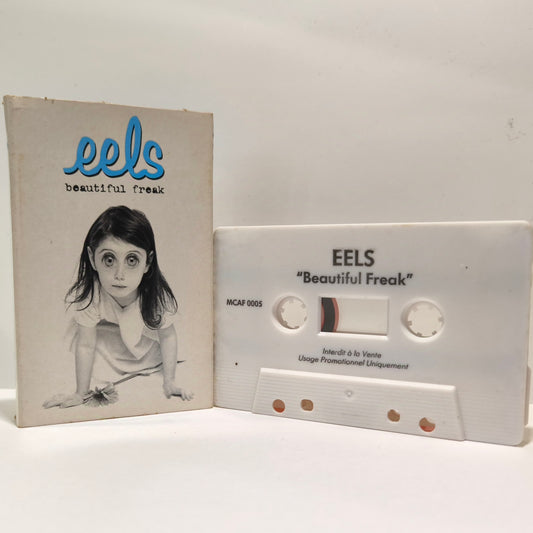 eels
beautiful freak
EELS
"Beautiful Freak"
MCAF 0005
Interdit à la Vente
Usage Promotionnel Uniquement